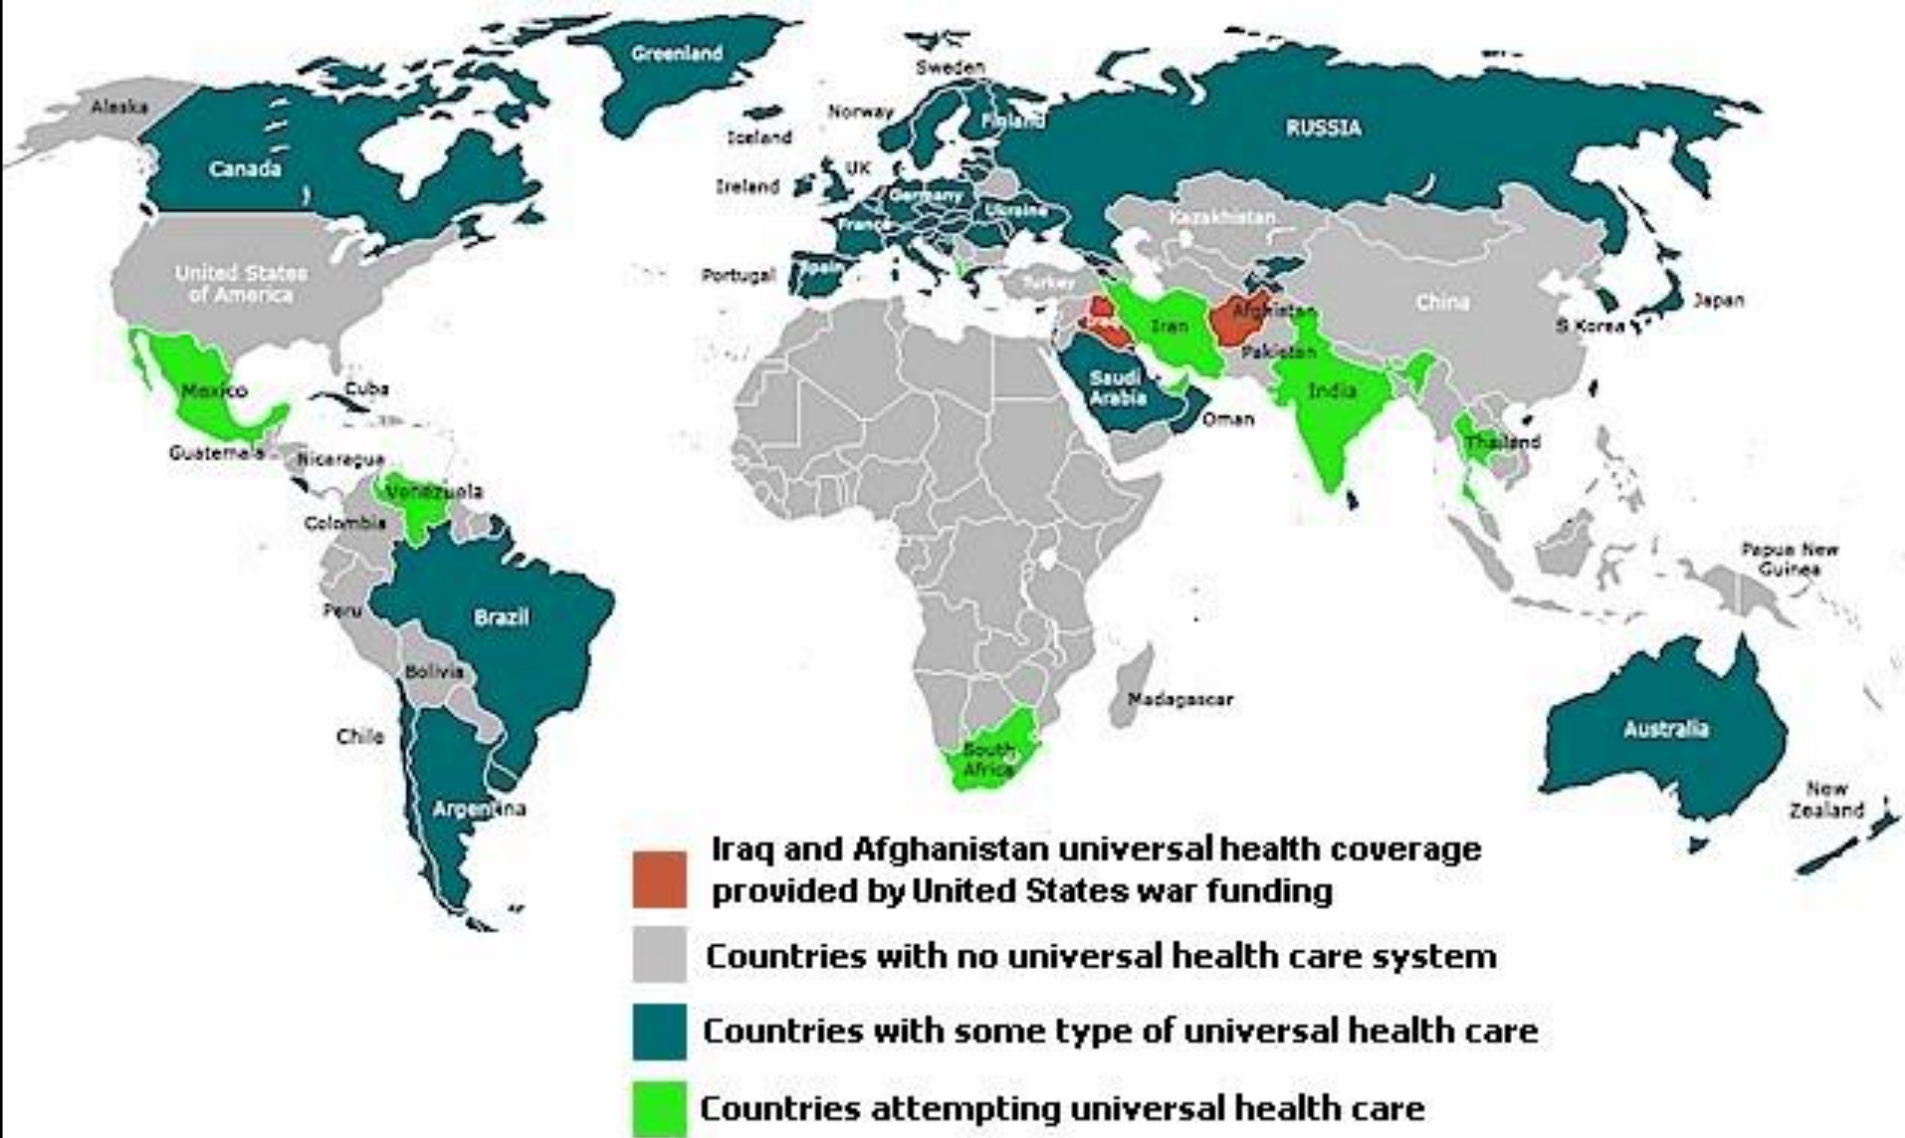 Greenland
Sweden
Alaska
Norway
Finland
RUSSIA
Iceland
Canada
UK
Ireland
Germany
Ukraine
France
Kazakhstan
United States
of America
Portugal
Spain
Turkey
China
Japan
Afghistan
S Korea
Iraq
Iran
Pakistan
Mexico
Cuba
Saudi
Arabia
India
Oman
Guatemala
Nicaragua
Thailand
Venezuela
Colombia
Papua New
Guinea
Peru
Brazil
Bolivia
Madagascar
Chile
South
Africa
Australia
New
Zealand
Argentina
Iraq and Afghanistan universal health coverage
provided by United States war funding
Countries with no universal health care system
Countries with some type of universal health care
Countries attempting universal health care